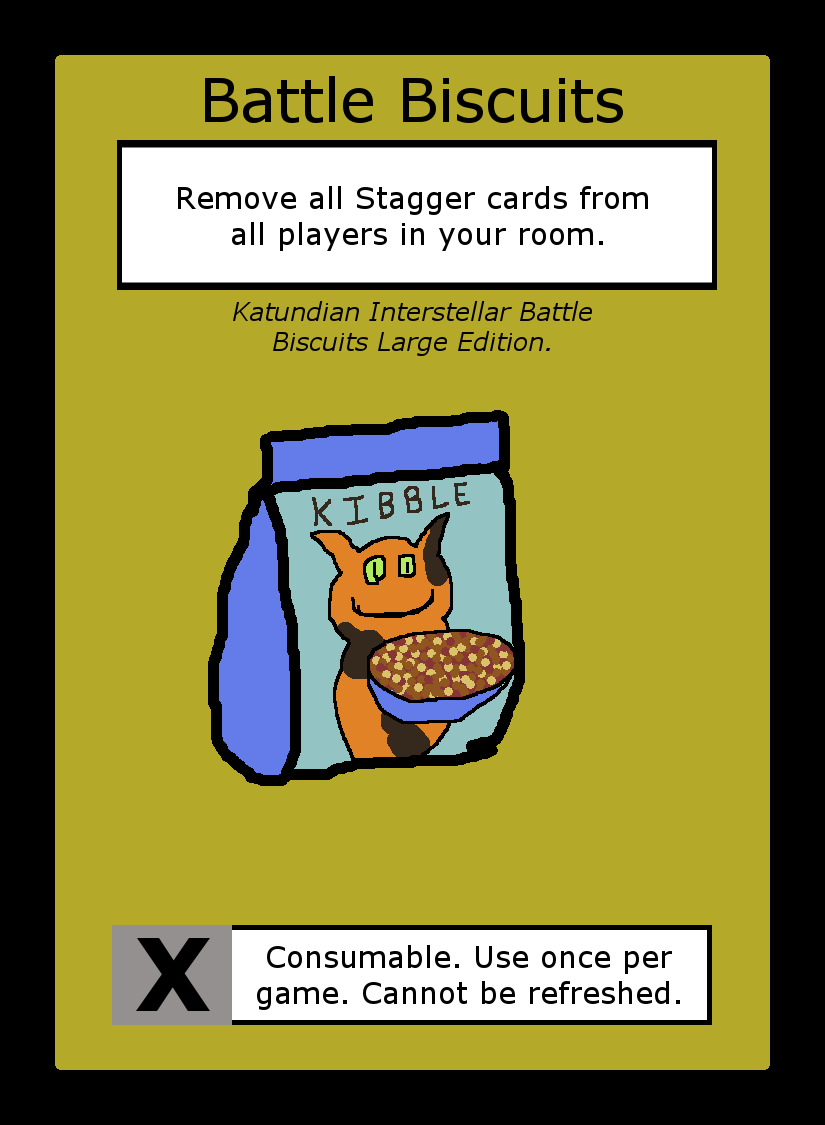 Battle Biscuits
Remove all Stagger cards from
all players in your room.
Katundian Interstellar Battle
Biscuits Large Edition.
KIBBLE
X
Consumable. Use once per
game. Cannot be refreshed.